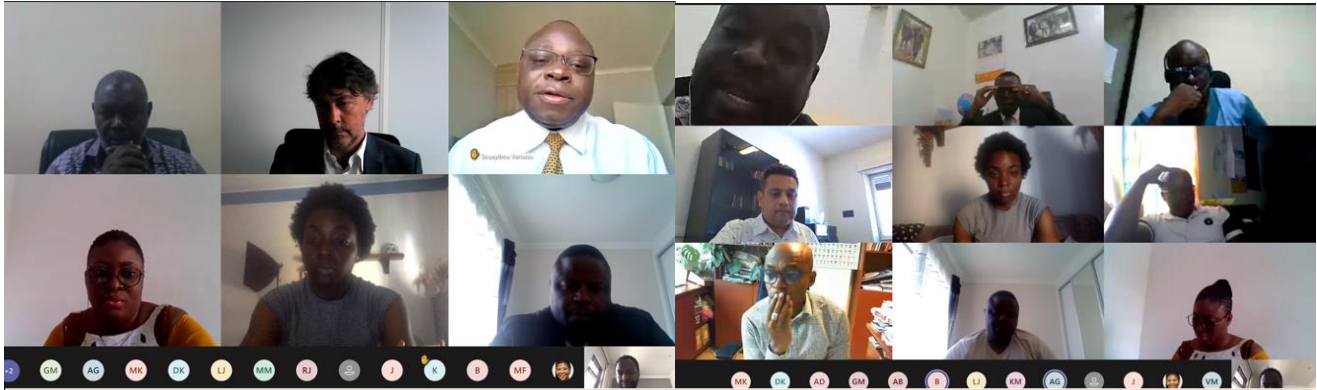 +2 GM AG MK DK LJ MM RJ J K B MF
MK DK AD GM AB B LJ KM AG J VM